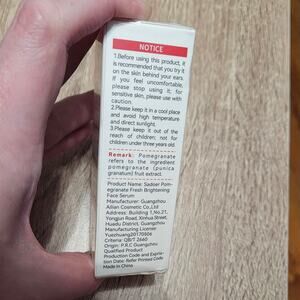 NOTICE
1.Before using this product, it
is recommended that you try it
on the skin behind your ears.
If you feel uncomfortable,
please stop using it; for
sensitive skin, please use with
caution.
2.Please keep it in a cool place
and avoid high temperature
and direct sunlight.
3.Please keep it out of the
reach of children; not for
children under three years old.
Remark: Pomegranate
refers to the ingredient
pomegranate (punica
granatum) fruit extract.
Product Name: Sadoer Pom-
egranate Fresh Brightening
Face Serum
Manufacturer: Guangzhou
Ailian Cosmetic Co.,Ltd
Address: Building 1,No.21,
Yongjun Road, Xinhua Street,
Huadu District, Guangzhou
Manufacturing License:
Yuezhuang20170506
Criteria: QB/T 2660
Origin: P.R.C Guangzhou
Qualified Product
Production Code and Expira-
tion Date: Refer Printed Code
Made in China